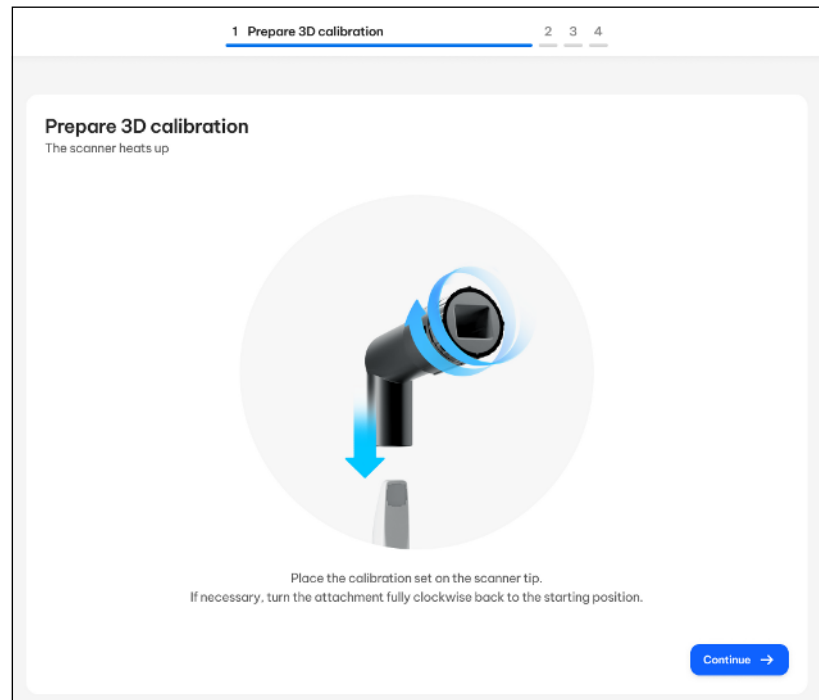 1 Prepare 3D calibration 2 3 4
Prepare 3D calibration
The scanner heats up
Place the calibration set on the scanner tip.
If necessary, turn the attachment fully clockwise back to the starting position.
Continue